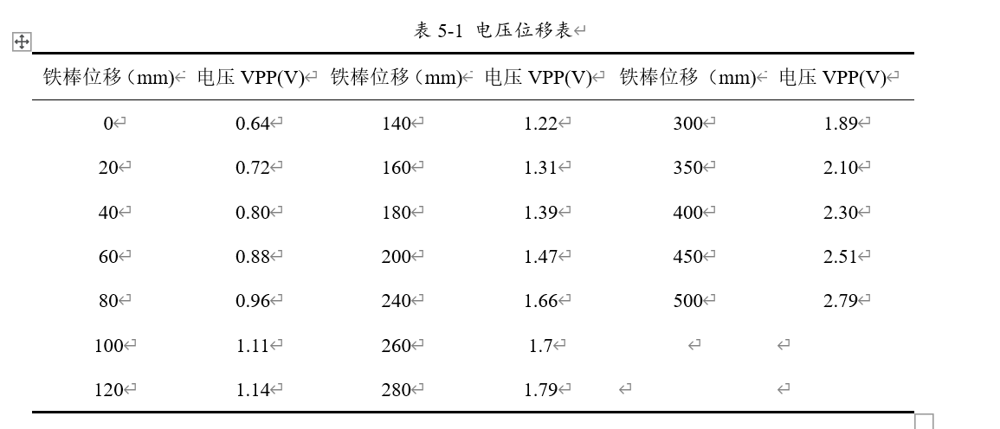 表 5-1 电压位移表
铁棒位移（mm) 电压 VPP(V) 铁棒位移（mm) 电压 VPP(V) 铁棒位移（mm) 电压 VPP(V)
0 0.64 140 1.22 300 1.89
20 0.72 160 1.31 350 2.10
40 0.80 180 1.39 400 2.30
60 0.88 200 1.47 450 2.51
80 0.96 240 1.66 500 2.79
100 1.11 260 1.7
120 1.14 280 1.79